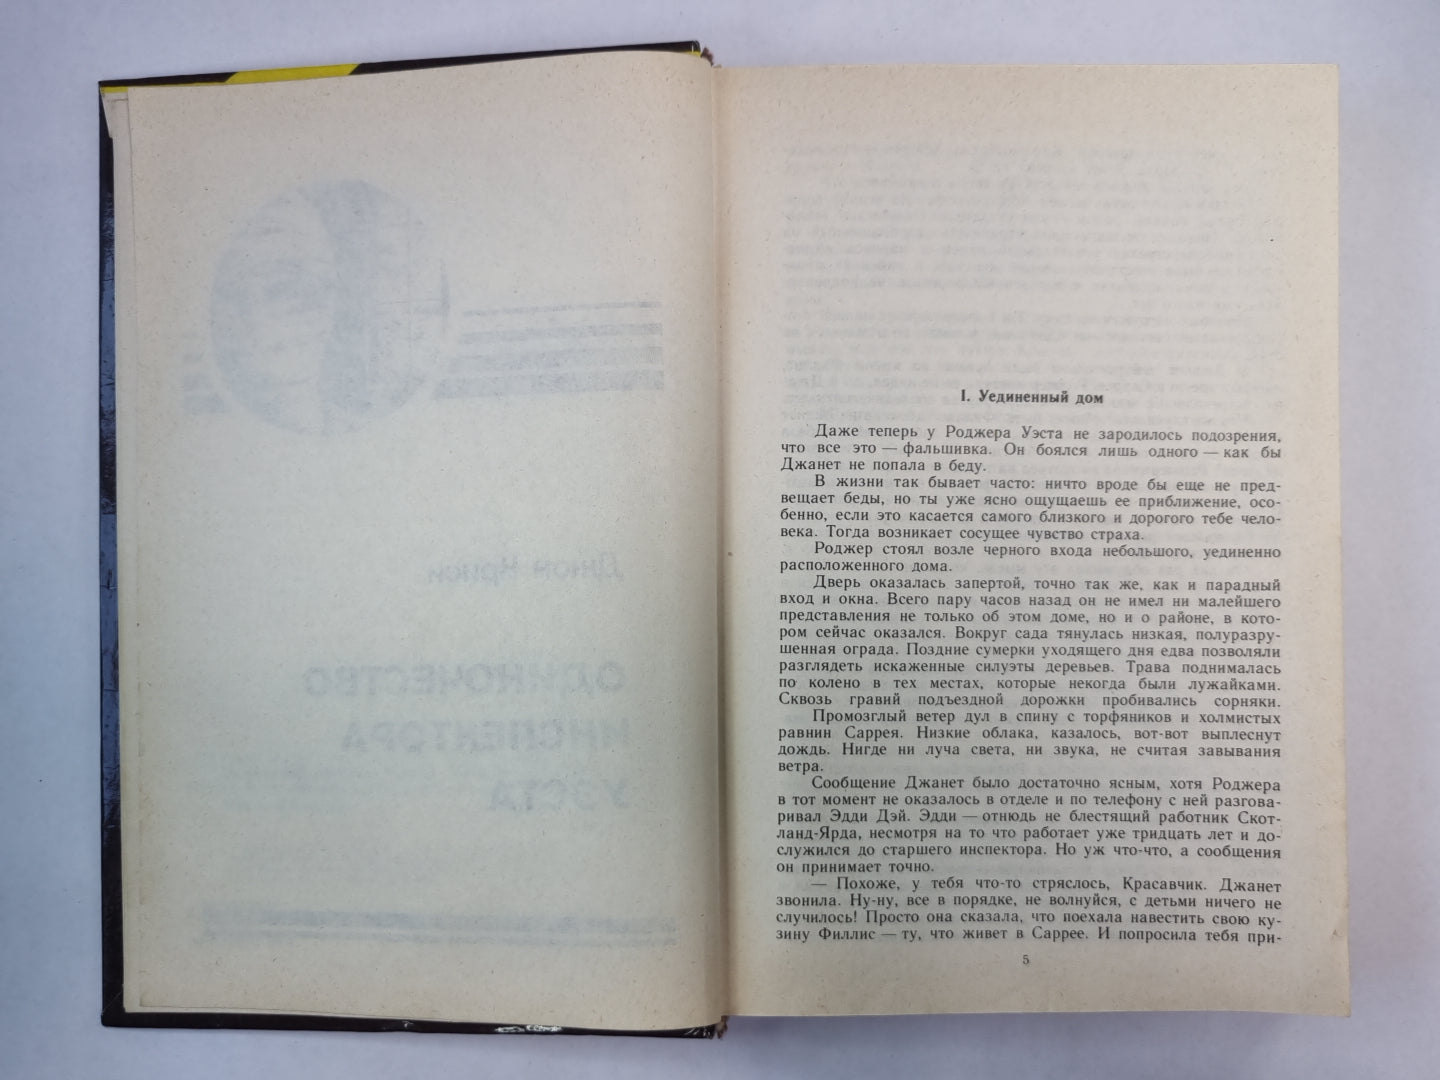 I. Уединенный дом
Даже теперь у Роджера Уэста не зародилось подозрения,
что все это — фальшивка. Он боялся лишь одного — как бы
Джанет не попала в беду.
В жизни так бывает часто: ничто вроде бы еще не пред-
вещает беды, но ты уже ясно ощущаешь ее приближение, осо-
бенно, если это касается самого близкого и дорогого тебе чело-
века. Тогда возникает сосущее чувство страха.
Роджер стоял возле черного входа небольшого, уединенно
расположенного дома.
Дверь оказалась запертой, точно так же, как и парадный
вход и окна. Всего пару часов назад он не имел ни малейшего
представления не только об этом доме, но и о районе, в кото-
ром сейчас оказался. Вокруг сада тянулась низкая, полуразру-
шенная ограда. Поздние сумерки уходящего дня едва позволяли
разглядеть искаженные силуэты деревьев. Трава поднималась
по колено в тех местах, которые некогда были лужайками.
Сквозь гравий подъездной дорожки пробивались сорняки.
Промозглый ветер дул в спину с торфяников и холмистых
равнин Саррея. Низкие облака, казалось, вот-вот выплеснут
дождь. Нигде ни луча света, ни звука, не считая завывания
ветра.
Сообщение Джанет было достаточно ясным, хотя Роджера
в тот момент не оказалось в отделе и по телефону с ней разгова-
ривал Эдди Дэй. Эдди — отнюдь не блестящий работник Скот-
ланд-Ярда, несмотря на то что работает уже тридцать лет и до-
служился до старшего инспектора. Но уж что-что, а сообщения
он принимает точно.
— Похоже, у тебя что-то стряслось, Красавчик. Джанет
звонила. Ну-ну, все в порядке, не волнуйся, с детьми ничего не
случилось! Просто она сказала, что поехала навестить свою ку-
зину Филлис — ту, что живет в Саррее. И попросила тебя при-
5
Джон Кризи
ОДИНОЧЕСТВО
ИНСПЕКТОРА
УЭСТА